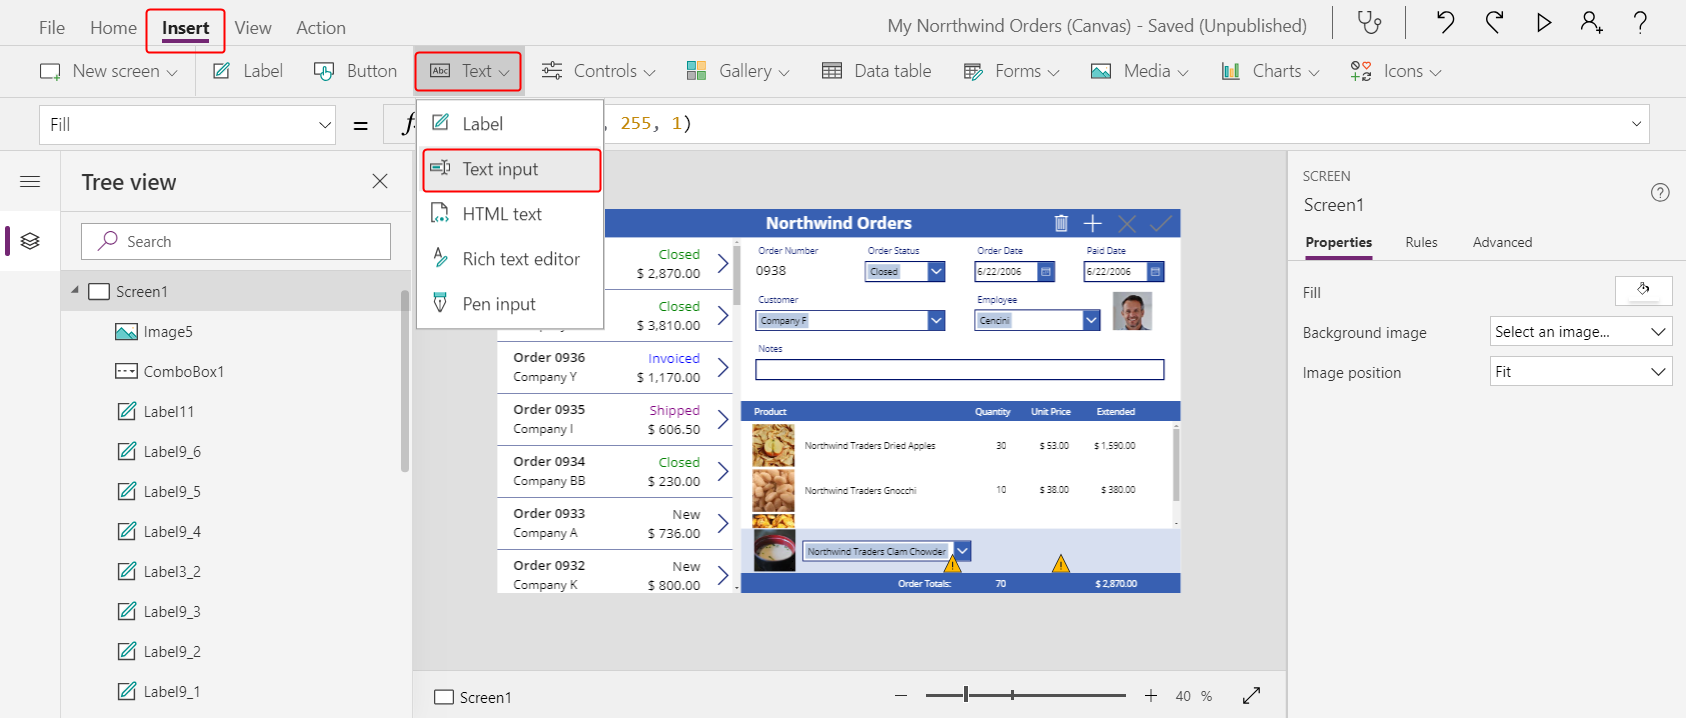 File Home Insert View Action
My Norrthwind Orders (Canvas) - Saved (Unpublished)
New screen Label Button Abc Text Controls Gallery Data table Forms Media Charts Icons
Fill = , 255, 1)
Label
Text input
HTML text
Rich text editor
Pen input
Tree view
Search
Screen1
Image5
ComboBox1
Label11
Label9_6
Label9_5
Label9_4
Label3_2
Label9_3
Label9_2
Label9_1
Northwind Orders
Closed
$ 2,870.00
Closed
$ 3,810.00
Order 0936 Invoiced
Company Y $ 1,170.00
Order 0935 Shipped
Company I $ 606.50
Order 0934 Closed
Company BB $ 230.00
Order 0933 New
Company A $ 736.00
Order 0932 New
Company K $ 800.00
Order Number Order Status Order Date Paid Date
0938 Closed 6/22/2006 6/22/2006
Customer Employee
Company F Cencini
Notes
Product Quantity Unit Price Extended
Northwind Traders Dried Apples 30 $ 53.00 $ 1,590.00
Northwind Traders Gnocchi 10 $ 38.00 $ 380.00
Northwind Traders Clam Chowder
Order Totals: 70 $ 2,870.00
Screen1
40 %
SCREEN
Screen1
Properties Rules Advanced
Fill
Background image Select an image...
Image position Fit